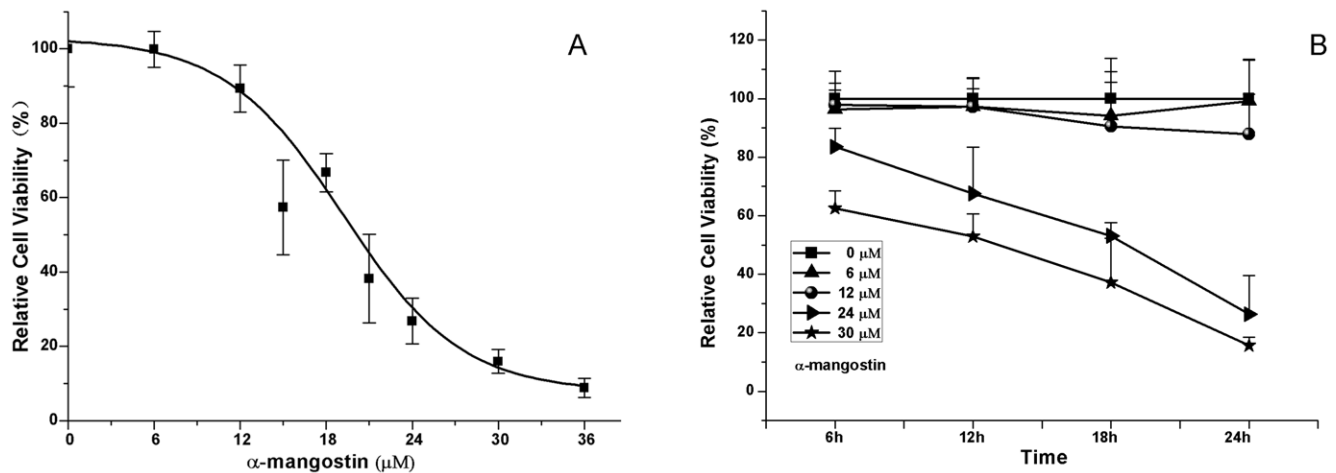 A
Relative Cell Viability (%)
100
80
60
40
20
0
0 6 12 18 24 30 36
α-mangostin (μM)
B
Relative Cell Viability (%)
120
100
80
60
40
20
0
0 μM
6 μM
12 μM
24 μM
30 μM
α-mangostin
6h 12h 18h 24h
Time